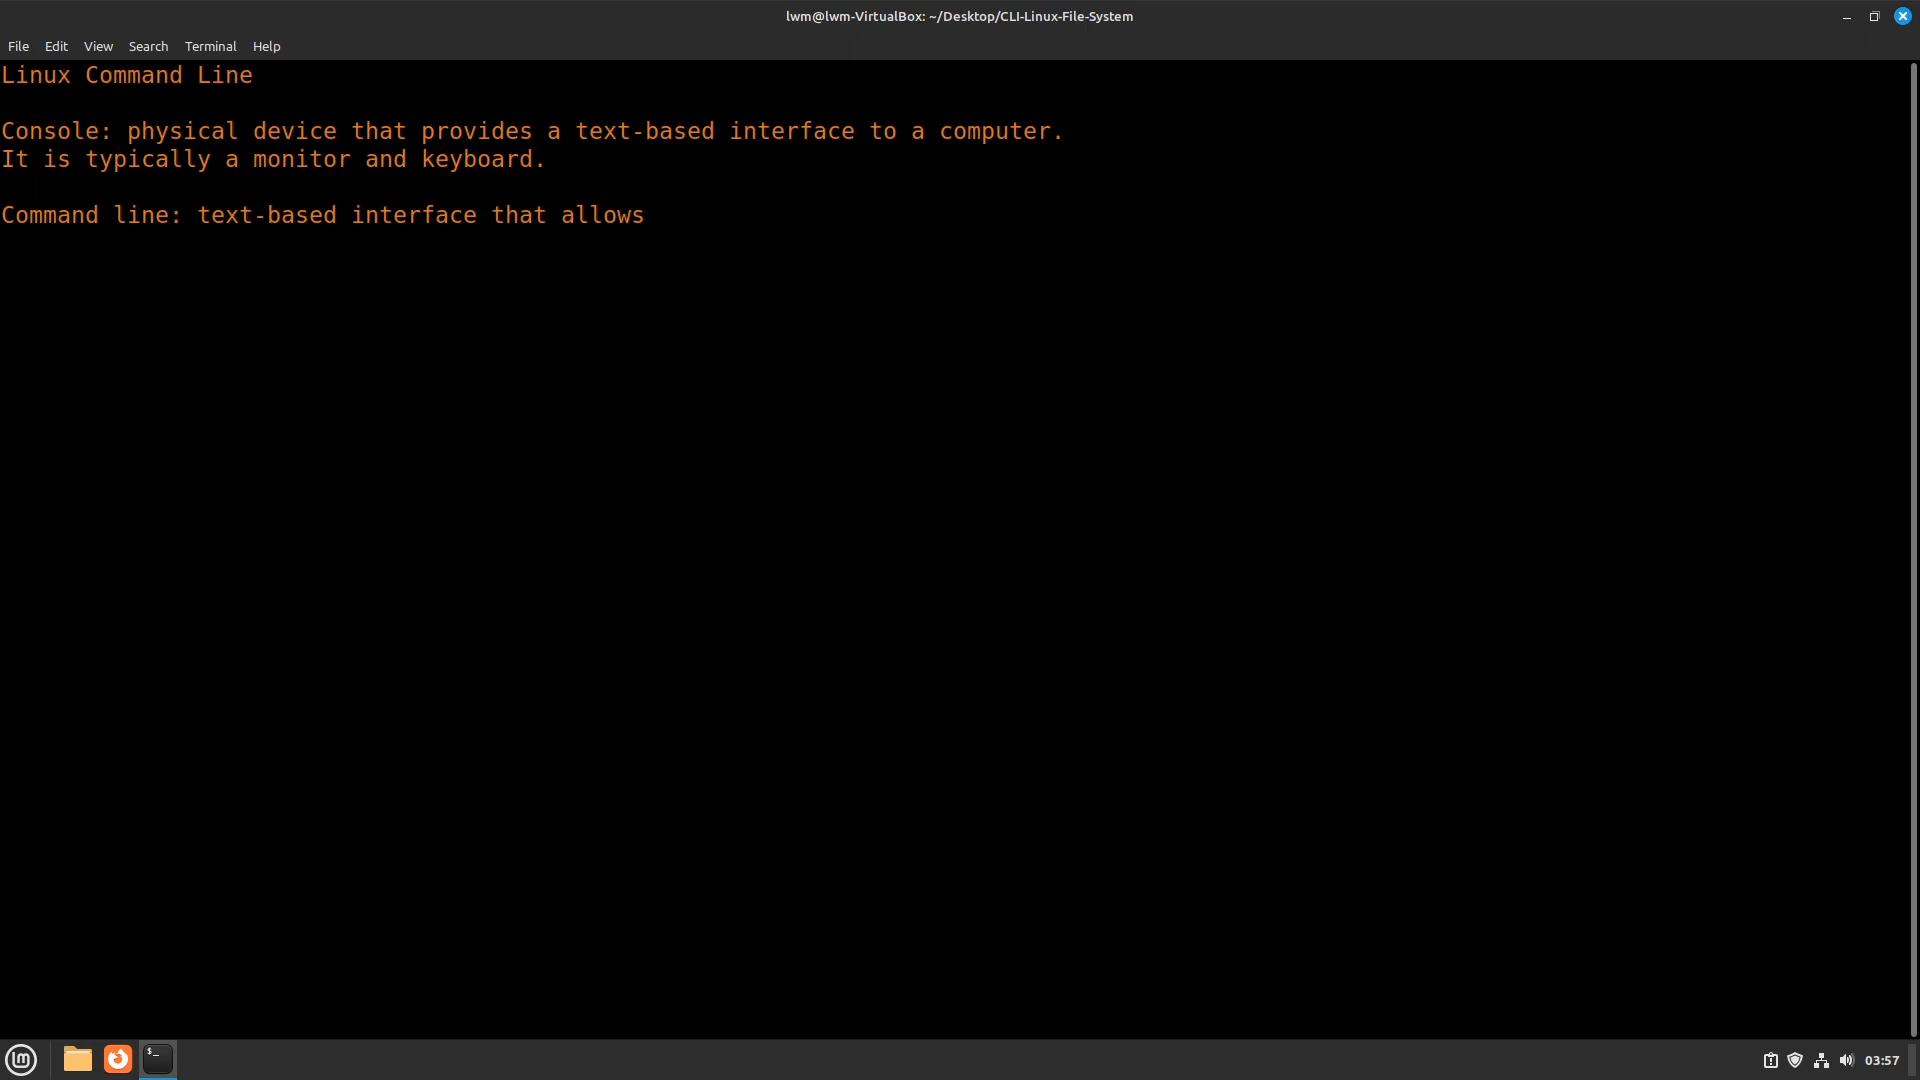 lwm@lwm-VirtualBox: ~/Desktop/CLI-Linux-File-System
File Edit View Search Terminal Help
Linux Command Line
Console: physical device that provides a text-based interface to a computer.
It is typically a monitor and keyboard.
Command line: text-based interface that allows
$_
03:57